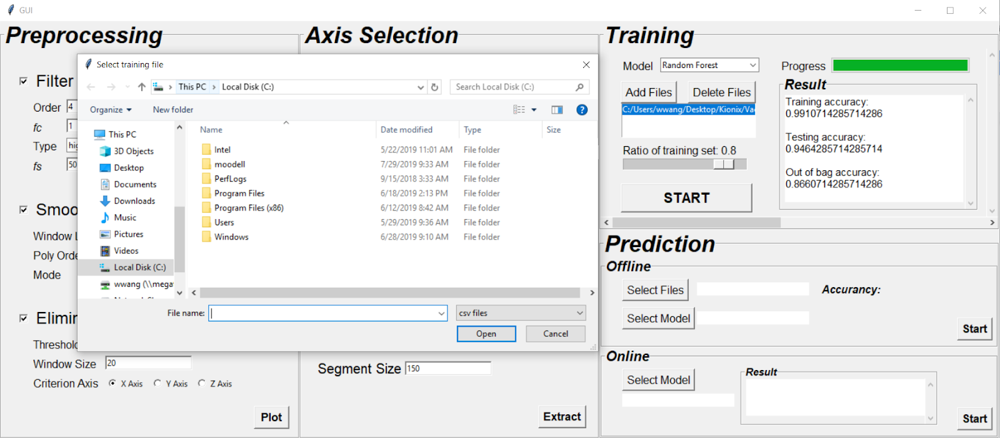 GUI
Preprocessing
Filter
Order 4
fc 1
Type
fs 50
Window
Poly
Mode
Threshold
Window Size 20
Criterion Axis X Axis Y Axis Z Axis
Plot
Axis Selection
Segment Size 150
Extract
Select training file
This PC > Local Disk (C:)
Search Local Disk (C:)
Organize New folder
This PC
3D Objects
Desktop
Documents
Downloads
Music
Pictures
Videos
Local Disk (C:)
wwang
Name Date modified Type Size
Intel 5/22/2019 11:01 AM File folder
moodell 7/29/2019 9:33 AM File folder
PerfLogs 9/15/2018 3:33 AM File folder
Program Files 6/18/2019 2:13 PM File folder
Program Files (x86) 6/12/2019 8:42 AM File folder
Users 5/29/2019 9:36 AM File folder
Windows 6/28/2019 9:10 AM File folder
File name: csv files
Open Cancel
Training
Model Random Forest
Add Files Delete Files
C:/Users/wwang/Desktop/Kionix/
Ratio of training set: 0.8
START
Progress
Result
Training accuracy:
0.9910714285714286
Testing accuracy:
0.9464285714285714
Out of bag accuracy:
0.8660714285714286
Prediction
Offline
Select Files Accurancy:
Select Model
Start
Online
Select Model
Result
Start